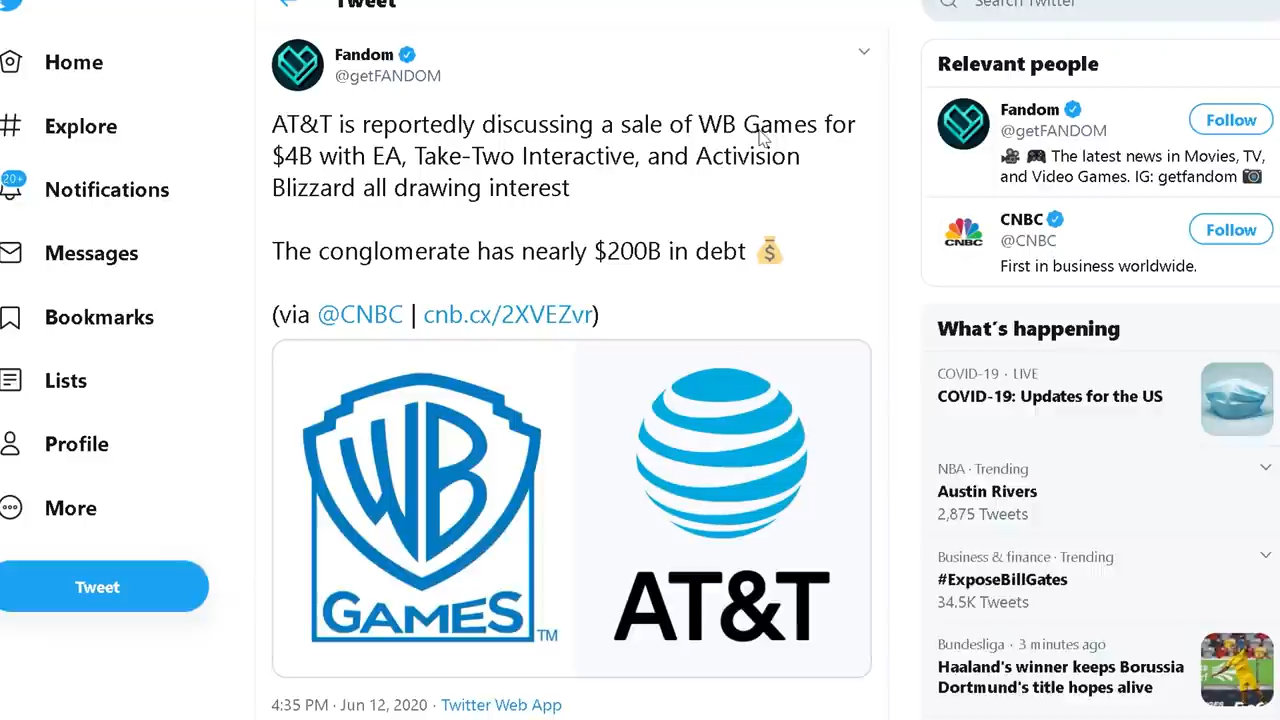 Tweet
Search Twitter
Home
Explore
20+
Notifications
Messages
Bookmarks
Lists
Profile
More
Tweet
Fandom
@getFANDOM
AT&T is reportedly discussing a sale of WB Games for
$4B with EA, Take-Two Interactive, and Activision
Blizzard all drawing interest
The conglomerate has nearly $200B in debt 💰
(via @CNBC | cnb.cx/2XVEZvr)
WB
GAMES
TM
AT&T
4:35 PM · Jun 12, 2020 · Twitter Web App
Relevant people
Fandom
@getFANDOM
Follow
🎥 🎮 The latest news in Movies, TV,
and Video Games. IG: getfandom 📷
CNBC
CNBC
@CNBC
Follow
First in business worldwide.
What's happening
COVID-19 · LIVE
COVID-19: Updates for the US
NBA · Trending
Austin Rivers
2,875 Tweets
Business & finance · Trending
#ExposeBillGates
34.5K Tweets
Bundesliga · 3 minutes ago
Haaland's winner keeps Borussia
Dortmund's title hopes alive